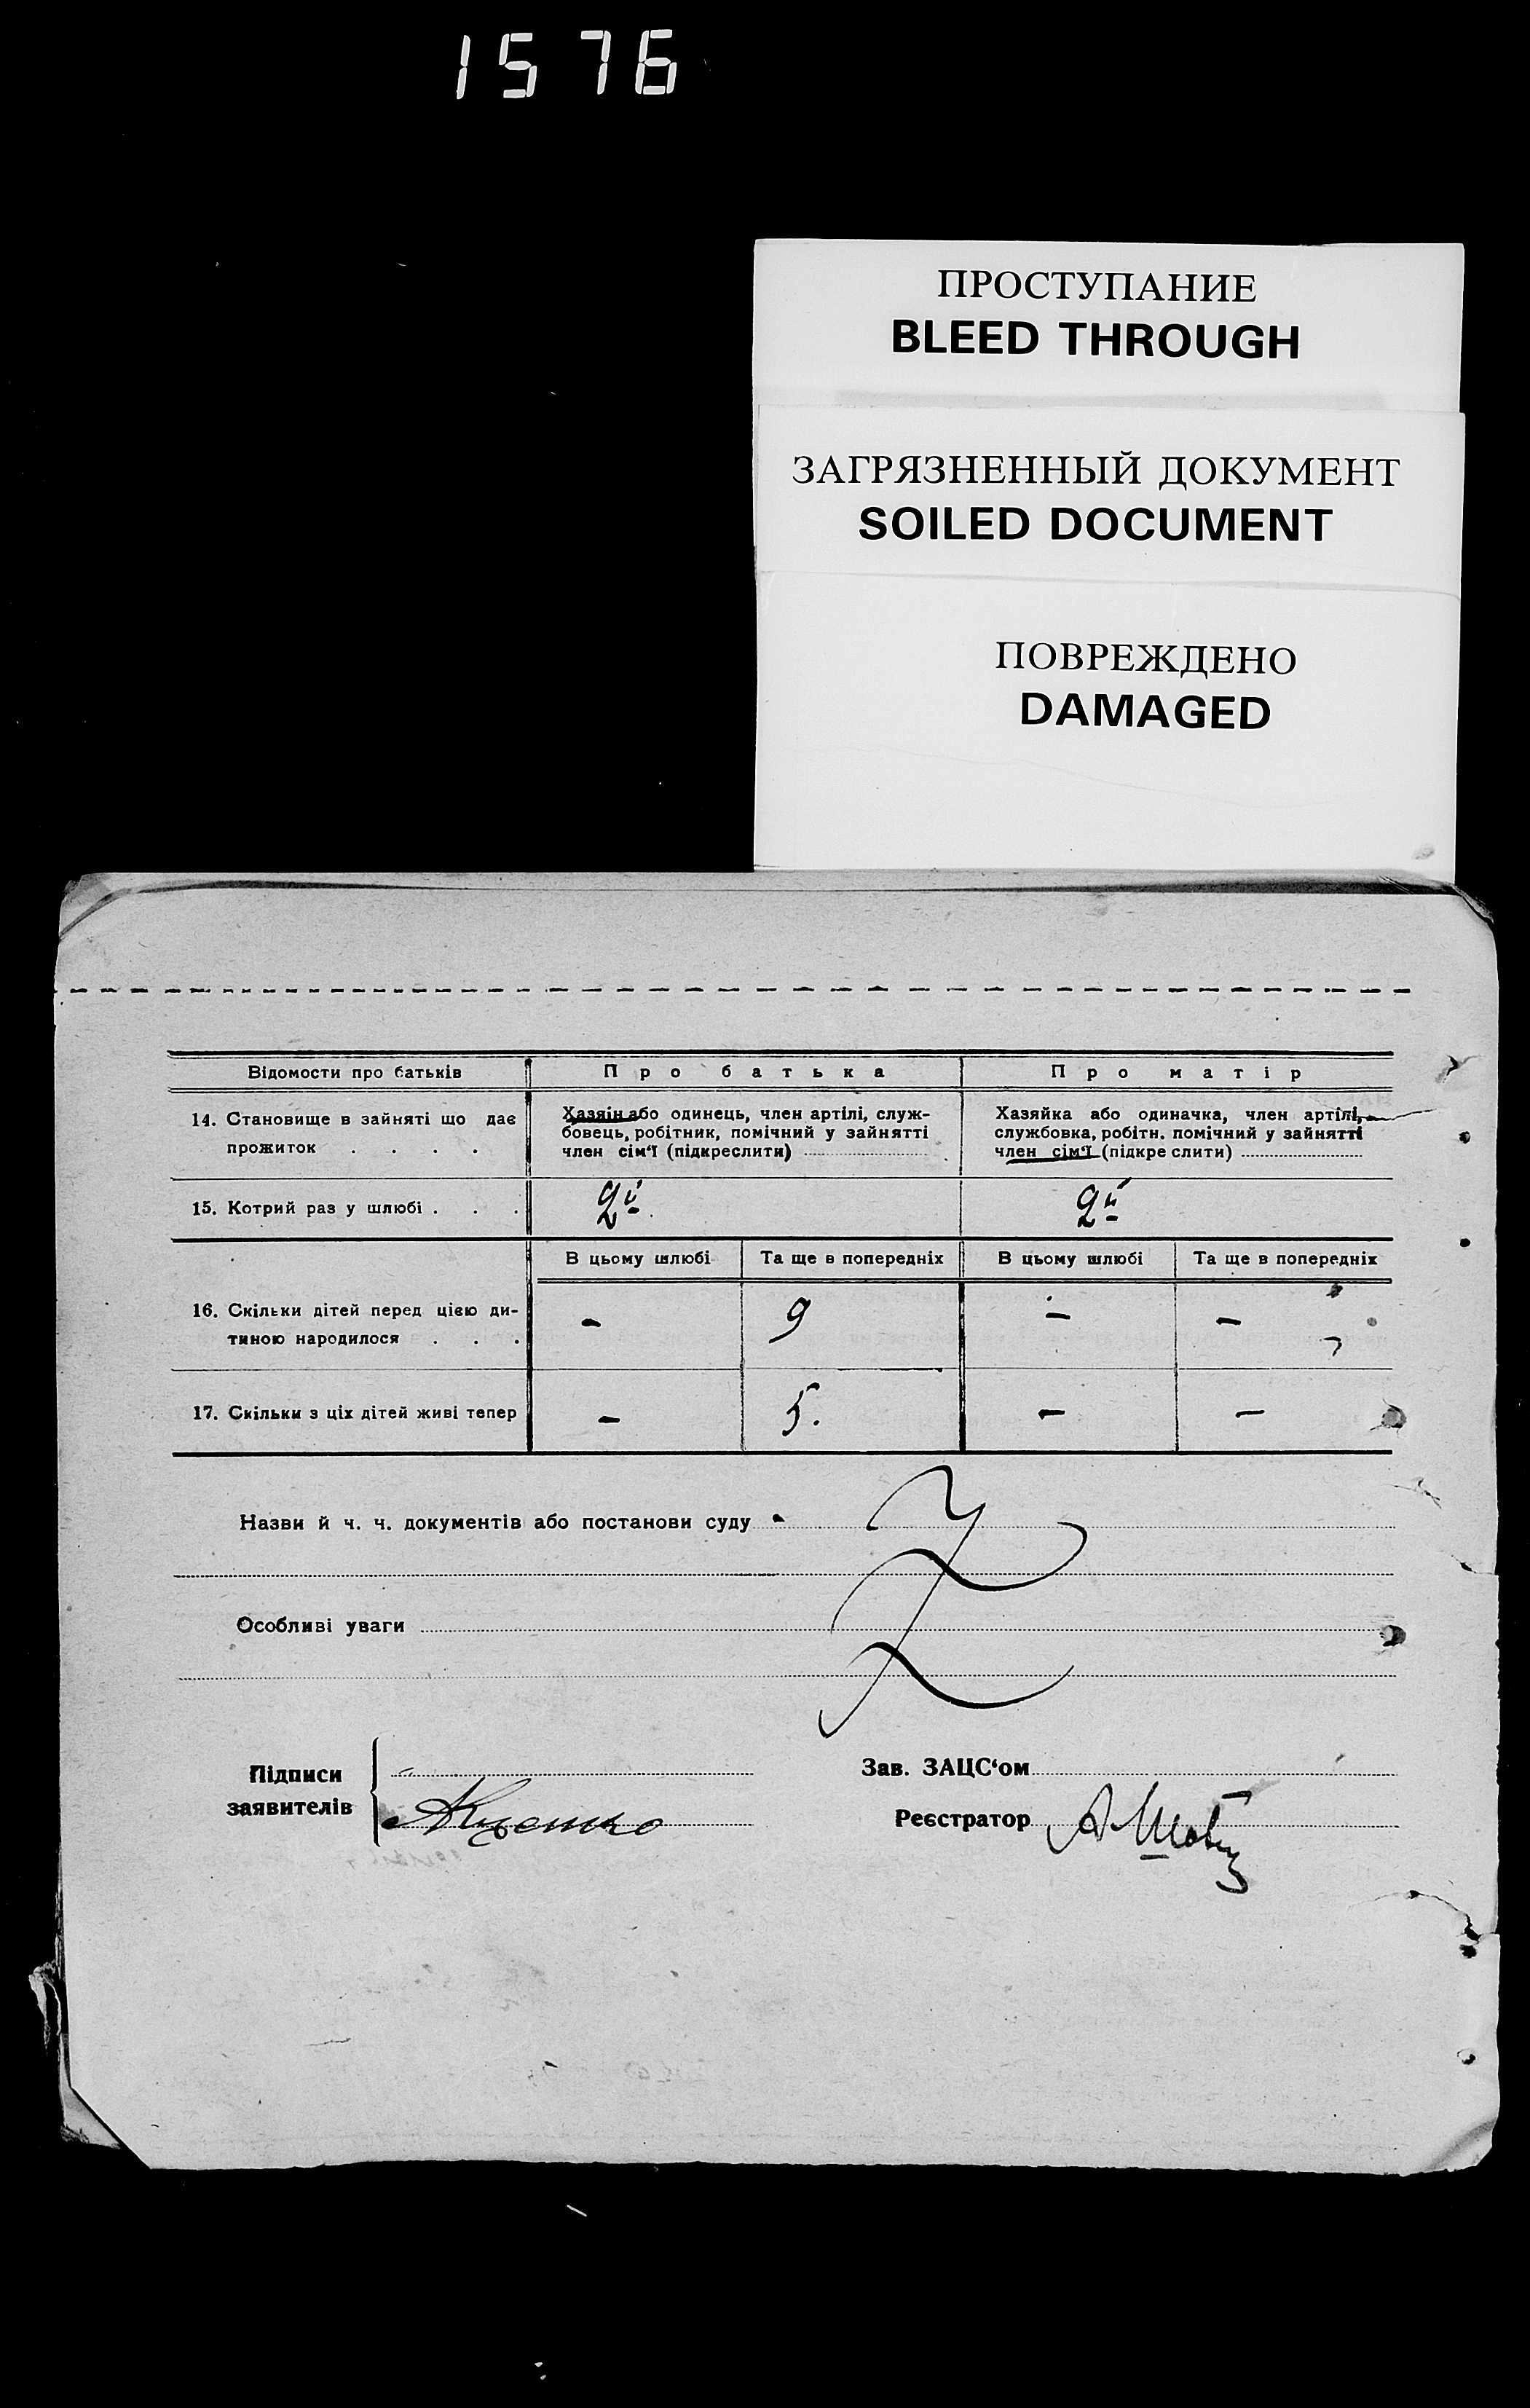 1576
ПРОСТУПАНИЕ
BLEED THROUGH
ЗАГРЯЗНЕННЫЙ ДОКУМЕНТ
SOILED DOCUMENT
ПОВРЕЖДЕНО
DAMAGED
Відомости про батьків
Про батька
Про матір
14. Становище в зайняті що дає
прожиток . . . .
Хазяін або одинець, член артілі, служ-
бовець, робітник, помічний у зайнятті
член сім'ї (підкреслити)
Хазяйка або одиначка, член артілі,
службовка, робітн. помічний у зайнятті
член сім'ї (підкреслити)
15. Котрий раз у шлюбі . . .
2й
2й
В цьому шлюбі
Та ще в попередніх
В цьому шлюбі
Та ще в попередніх
16. Скільки дітей перед цією ди-
тиною народилося . . .
-
9
-
-
17. Скільки з ціх дітей живі тепер
-
5.
-
-
Назви й ч. ч. документів або постанови суду
Особливі уваги
Підписи
заявителів
Зав. ЗАЦС'ом
Реєстратор